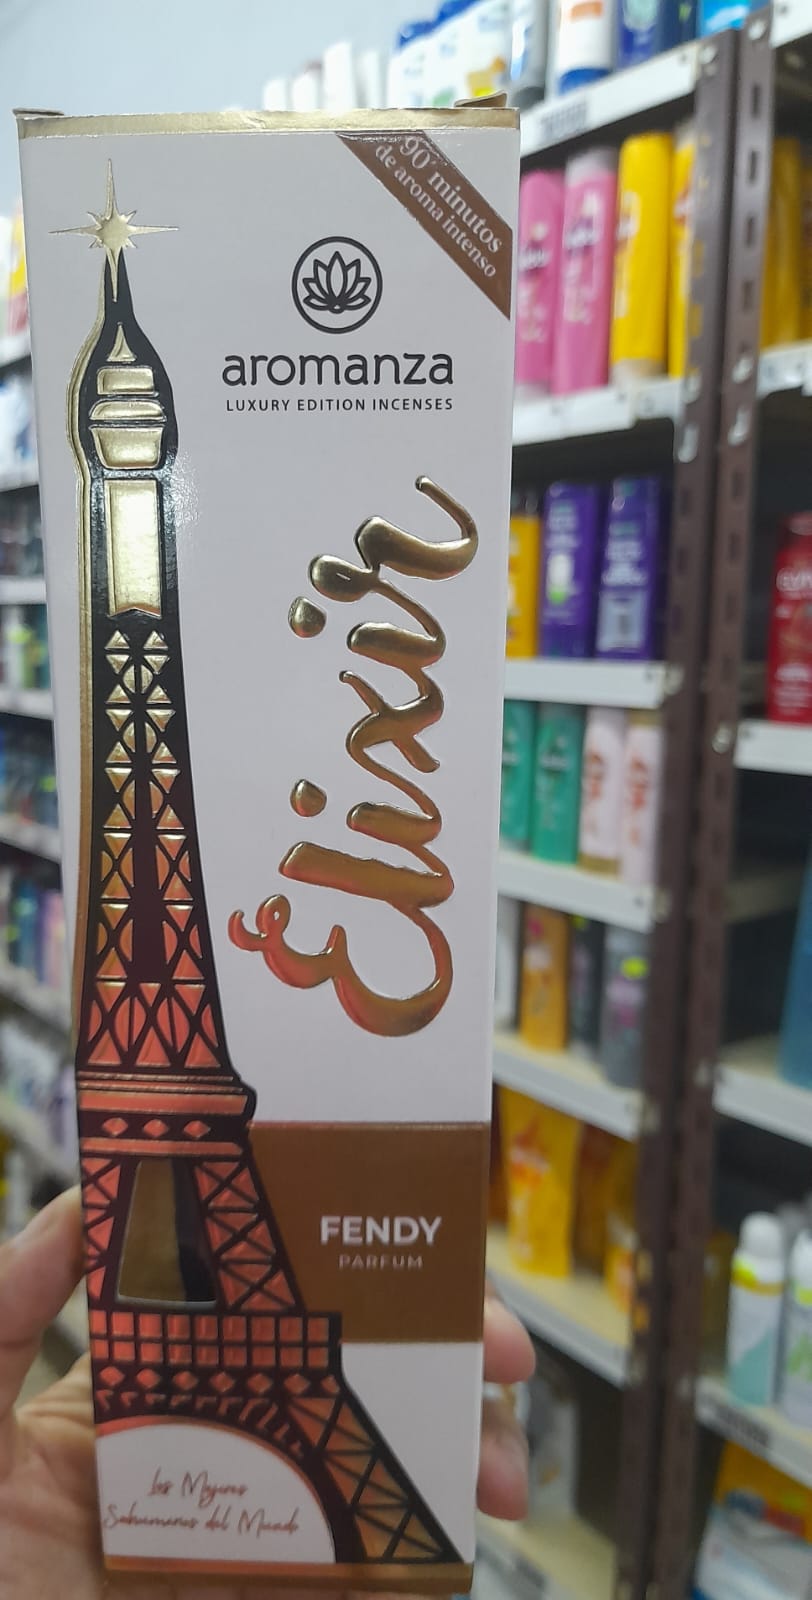 90' minutos
de aroma intenso
aromanza
LUXURY EDITION INCENSES
Elixir
FENDY
PARFUM
Los Mejores
Sahumerios del Mundo